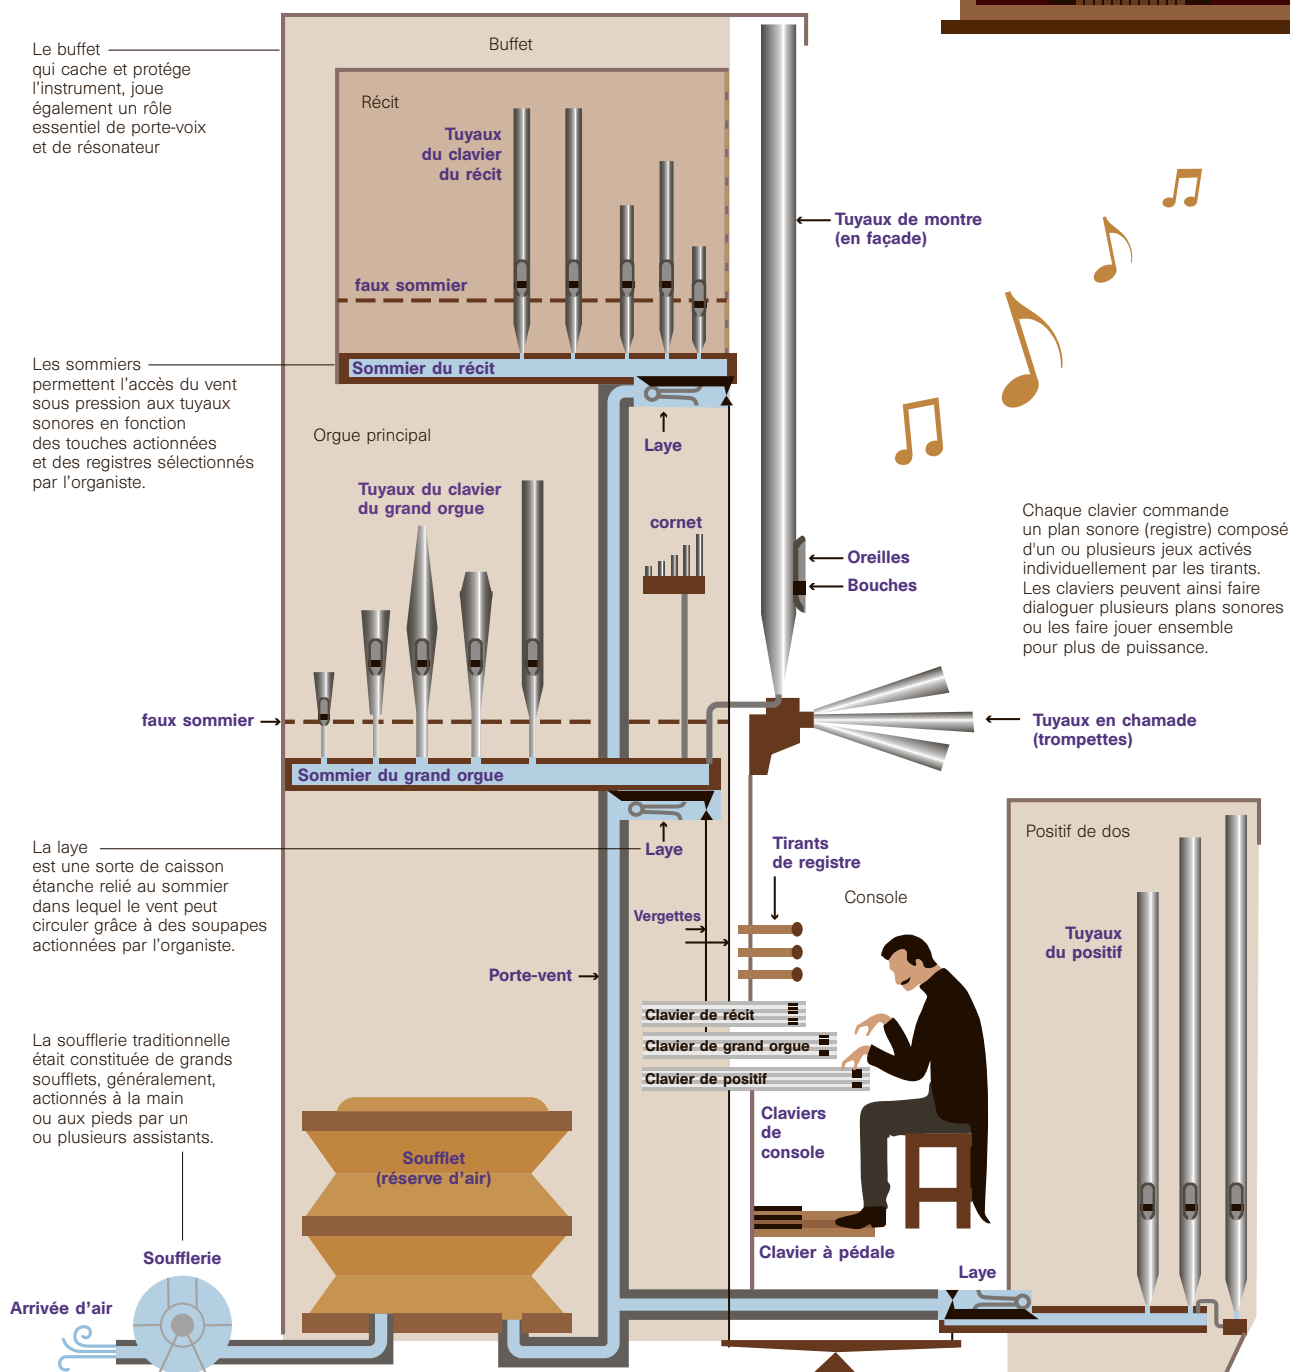 Le buffet
qui cache et protége
l'instrument, joue
également un rôle
essentiel de porte-voix
et de résonateur
Buffet
Récit
Tuyaux
du clavier
du récit
faux sommier
Sommier du récit
Tuyaux de montre
(en façade)
Les sommiers
permettent l'accès du vent
sous pression aux tuyaux
sonores en fonction
des touches actionnées
et des registres sélectionnés
par l'organiste.
Laye
Orgue principal
Tuyaux du clavier
du grand orgue
cornet
Oreilles
Bouches
Chaque clavier commande
un plan sonore (registre) composé
d'un ou plusieurs jeux activés
individuellement par les tirants.
Les claviers peuvent ainsi faire
dialoguer plusieurs plans sonores
ou les faire jouer ensemble
pour plus de puissance.
faux sommier
Tuyaux en chamade
(trompettes)
Sommier du grand orgue
La laye
est une sorte de caisson
étanche relié au sommier
dans lequel le vent peut
circuler grâce à des soupapes
actionnées par l'organiste.
Laye
Tirants
de registre
Console
Positif de dos
Vergettes
Tuyaux
du positif
Porte-vent
Clavier de récit
Clavier de grand orgue
Clavier de positif
La soufflerie traditionnelle
était constituée de grands
soufflets, généralement,
actionnés à la main
ou aux pieds par un
ou plusieurs assistants.
Claviers
de
console
Soufflet
(réserve d'air)
Clavier à pédale
Soufflerie
Laye
Arrivée d'air